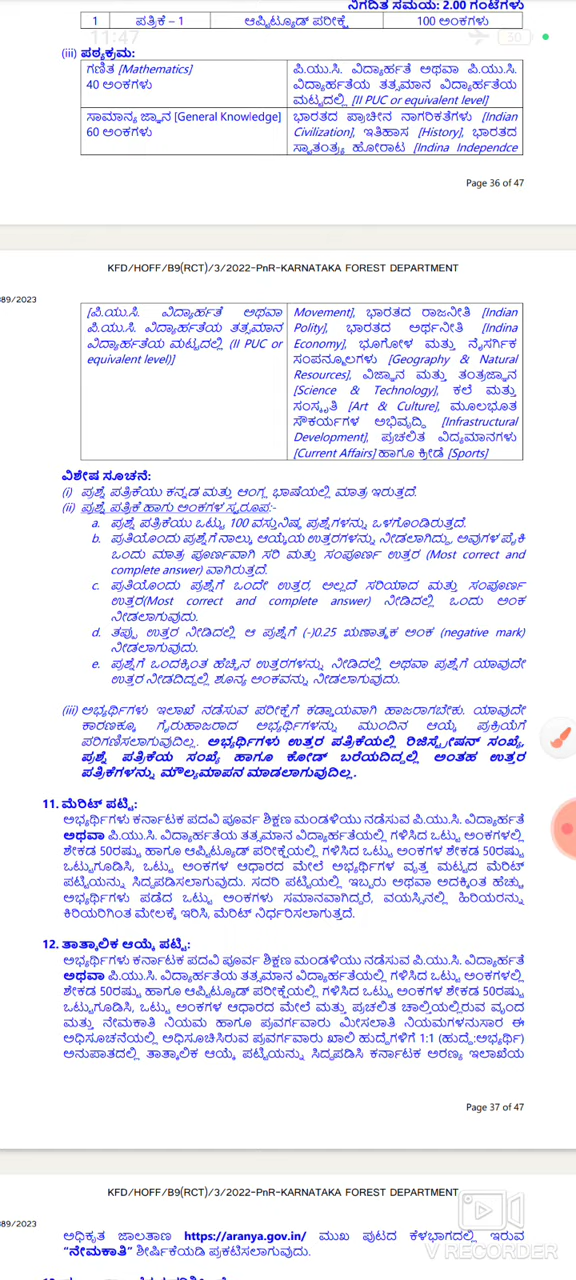 ನಿಗದಿತ ಸಮಯ: 2.00 ಗಂಟೆಗಳು
1 ಪತ್ರಿಕೆ – 1 ಆಪ್ಟಿಟ್ಯೂಡ್ ಪರೀಕ್ಷೆ 100 ಅಂಕಗಳು
11:47
50
(iii) ಪಠ್ಯಕ್ರಮ:
ಗಣಿತ [Mathematics] ಪಿ.ಯು.ಸಿ. ವಿದ್ಯಾರ್ಹತೆ ಅಥವಾ ಪಿ.ಯು.ಸಿ.
40 ಅಂಕಗಳು ವಿದ್ಯಾರ್ಹತೆಯ ತತ್ಸಮಾನ ವಿದ್ಯಾರ್ಹತೆಯ
ಮಟ್ಟದಲ್ಲಿ [II PUC or equivalent level]
ಸಾಮಾನ್ಯ ಜ್ಞಾನ [General Knowledge] ಭಾರತದ ಪ್ರಾಚೀನ ನಾಗರಿಕತೆಗಳು [Indian
60 ಅಂಕಗಳು Civilization], ಇತಿಹಾಸ [History], ಭಾರತದ
ಸ್ವಾತಂತ್ರ್ಯ ಹೋರಾಟ [Indina Independce
Page 36 of 47
KFD/HOFF/B9(RCT)/3/2022-PnR-KARNATAKA FOREST DEPARTMENT
389/2023
[ಪಿ.ಯು.ಸಿ. ವಿದ್ಯಾರ್ಹತೆ ಅಥವಾ Movement], ಭಾರತದ ರಾಜನೀತಿ [Indian
ಪಿ.ಯು.ಸಿ. ವಿದ್ಯಾರ್ಹತೆಯ ತತ್ಸಮಾನ Polity], ಭಾರತದ ಅರ್ಥನೀತಿ [Indina
ವಿದ್ಯಾರ್ಹತೆಯ ಮಟ್ಟದಲ್ಲಿ (II PUC or Economy], ಭೂಗೋಳ ಮತ್ತು ನೈಸರ್ಗಿಕ
equivalent level)] ಸಂಪನ್ಮೂಲಗಳು [Geography & Natural
Resources], ವಿಜ್ಞಾನ ಮತ್ತು ತಂತ್ರಜ್ಞಾನ
[Science & Technology], ಕಲೆ ಮತ್ತು
ಸಂಸ್ಕೃತಿ [Art & Culture], ಮೂಲಭೂತ
ಸೌಕರ್ಯಗಳ ಅಭಿವೃದ್ದಿ [Infrastructural
Development], ಪ್ರಚಲಿತ ವಿದ್ಯಮಾನಗಳು
[Current Affairs] ಹಾಗೂ ಕ್ರೀಡೆ [Sports]
ವಿಶೇಷ ಸೂಚನೆ:
(i) ಪ್ರಶ್ನೆ ಪತ್ರಿಕೆಯು ಕನ್ನಡ ಮತ್ತು ಆಂಗ್ಲ ಭಾಷೆಯಲ್ಲಿ ಮಾತ್ರ ಇರುತ್ತದೆ.
(ii) ಪ್ರಶ್ನೆ ಪತ್ರಿಕೆ ಹಾಗು ಅಂಕಗಳ ಸ್ವರೂಪ:-
a. ಪ್ರಶ್ನೆ ಪತ್ರಿಕೆಯು ಒಟ್ಟು 100 ವಸ್ತುನಿಷ್ಠ ಪ್ರಶ್ನೆಗಳನ್ನು ಒಳಗೊಂಡಿರುತ್ತದೆ.
b. ಪ್ರತಿಯೊಂದು ಪ್ರಶ್ನೆಗೆ ನಾಲ್ಕು ಆಯ್ಕೆಯ ಉತ್ತರಗಳನ್ನು ನೀಡಲಾಗಿದ್ದು, ಅವುಗಳ ಪೈಕಿ
ಒಂದು ಮಾತ್ರ ಪೂರ್ಣವಾಗಿ ಸರಿ ಮತ್ತು ಸಂಪೂರ್ಣ ಉತ್ತರ (Most correct and
complete answer) ವಾಗಿರುತ್ತದೆ.
c. ಪ್ರತಿಯೊಂದು ಪ್ರಶ್ನೆಗೆ ಒಂದೇ ಉತ್ತರ, ಅಲ್ಲದೆ ಸರಿಯಾದ ಮತ್ತು ಸಂಪೂರ್ಣ
ಉತ್ತರ(Most correct and complete answer) ನೀಡಿದಲ್ಲಿ ಒಂದು ಅಂಕ
ನೀಡಲಾಗುವುದು.
d. ತಪ್ಪು ಉತ್ತರ ನೀಡಿದಲ್ಲಿ ಆ ಪ್ರಶ್ನೆಗೆ (-)0.25 ಋಣಾತ್ಮಕ ಅಂಕ (negative mark)
ನೀಡಲಾಗುವುದು.
e. ಪ್ರಶ್ನೆಗೆ ಒಂದಕ್ಕಿಂತ ಹೆಚ್ಚಿನ ಉತ್ತರಗಳನ್ನು ನೀಡಿದಲ್ಲಿ ಅಥವಾ ಪ್ರಶ್ನೆಗೆ ಯಾವುದೇ
ಉತ್ತರ ನೀಡದಿದ್ದಲ್ಲಿ ಶೂನ್ಯ ಅಂಕವನ್ನು ನೀಡಲಾಗುವುದು.
(iii) ಅಭ್ಯರ್ಥಿಗಳು ಇಲಾಖೆ ನಡೆಸುವ ಪರೀಕ್ಷೆಗೆ ಕಡ್ಡಾಯವಾಗಿ ಹಾಜರಾಗಬೇಕು. ಯಾವುದೇ
ಕಾರಣಕ್ಕೂ ಗೈರುಹಾಜರಾದ ಅಭ್ಯರ್ಥಿಗಳನ್ನು ಮುಂದಿನ ಆಯ್ಕೆ ಪ್ರಕ್ರಿಯೆಗೆ
ಪರಿಗಣಿಸಲಾಗುವುದಿಲ್ಲ. ಅಭ್ಯರ್ಥಿಗಳು ಉತ್ತರ ಪತ್ರಿಕೆಯಲ್ಲಿ ರಿಜಿಸ್ಟ್ರೇಷನ್ ಸಂಖ್ಯೆ,
ಪ್ರಶ್ನೆ ಪತ್ರಿಕೆಯ ಸಂಖ್ಯೆ ಹಾಗೂ ಕೋಡ್ ಬರೆಯದಿದ್ದಲ್ಲಿ ಅಂತಹ ಉತ್ತರ
ಪತ್ರಿಕೆಗಳನ್ನು ಮೌಲ್ಯಮಾಪನ ಮಾಡಲಾಗುವುದಿಲ್ಲ.
11. ಮೆರಿಟ್ ಪಟ್ಟಿ:
ಅಭ್ಯರ್ಥಿಗಳು ಕರ್ನಾಟಕ ಪದವಿ ಪೂರ್ವ ಶಿಕ್ಷಣ ಮಂಡಳಿಯು ನಡೆಸುವ ಪಿ.ಯು.ಸಿ. ವಿದ್ಯಾರ್ಹತೆ
ಅಥವಾ ಪಿ.ಯು.ಸಿ. ವಿದ್ಯಾರ್ಹತೆಯ ತತ್ಸಮಾನ ವಿದ್ಯಾರ್ಹತೆಯಲ್ಲಿ ಗಳಿಸಿದ ಒಟ್ಟು ಅಂಕಗಳಲ್ಲಿ
ಶೇಕಡ 50ರಷ್ಟು ಹಾಗೂ ಆಪ್ಟಿಟ್ಯೂಡ್ ಪರೀಕ್ಷೆಯಲ್ಲಿ ಗಳಿಸಿದ ಒಟ್ಟು ಅಂಕಗಳ ಶೇಕಡ 50ರಷ್ಟು
ಒಟ್ಟುಗೂಡಿಸಿ, ಒಟ್ಟು ಅಂಕಗಳ ಆಧಾರದ ಮೇಲೆ ಅಭ್ಯರ್ಥಿಗಳ ವೃತ್ತ ಮಟ್ಟದ ಮೆರಿಟ್
ಪಟ್ಟಿಯನ್ನು ಸಿದ್ದಪಡಿಸಲಾಗುವುದು. ಸದರಿ ಪಟ್ಟಿಯಲ್ಲಿ ಇಬ್ಬರು ಅಥವಾ ಅದಕ್ಕಿಂತ ಹೆಚ್ಚು
ಅಭ್ಯರ್ಥಿಗಳು ಪಡೆದ ಒಟ್ಟು ಅಂಕಗಳು ಸಮಾನವಾಗಿದ್ದರೆ, ವಯಸ್ಸಿನಲ್ಲಿ ಹಿರಿಯರನ್ನು
ಕಿರಿಯರಿಗಿಂತ ಮೇಲಕ್ಕೆ ಇರಿಸಿ, ಮೆರಿಟ್ ನಿರ್ಧರಿಸಲಾಗುತ್ತದೆ.
12. ತಾತ್ಕಾಲಿಕ ಆಯ್ಕೆ ಪಟ್ಟಿ:
ಅಭ್ಯರ್ಥಿಗಳು ಕರ್ನಾಟಕ ಪದವಿ ಪೂರ್ವ ಶಿಕ್ಷಣ ಮಂಡಳಿಯು ನಡೆಸುವ ಪಿ.ಯು.ಸಿ. ವಿದ್ಯಾರ್ಹತೆ
ಅಥವಾ ಪಿ.ಯು.ಸಿ. ವಿದ್ಯಾರ್ಹತೆಯ ತತ್ಸಮಾನ ವಿದ್ಯಾರ್ಹತೆಯಲ್ಲಿ ಗಳಿಸಿದ ಒಟ್ಟು ಅಂಕಗಳಲ್ಲಿ
ಶೇಕಡ 50ರಷ್ಟು ಹಾಗೂ ಆಪ್ಟಿಟ್ಯೂಡ್ ಪರೀಕ್ಷೆಯಲ್ಲಿ ಗಳಿಸಿದ ಒಟ್ಟು ಅಂಕಗಳ ಶೇಕಡ 50ರಷ್ಟು
ಒಟ್ಟುಗೂಡಿಸಿ, ಒಟ್ಟು ಅಂಕಗಳ ಆಧಾರದ ಮೇಲೆ ಮತ್ತು ಪ್ರಚಲಿತ ಚಾಲ್ತಿಯಲ್ಲಿರುವ ವೃಂದ
ಮತ್ತು ನೇಮಕಾತಿ ನಿಯಮ ಹಾಗೂ ಪ್ರವರ್ಗವಾರು ಮೀಸಲಾತಿ ನಿಯಮಗಳನುಸಾರ ಈ
ಅಧಿಸೂಚನೆಯಲ್ಲಿ ಅಧಿಸೂಚಿಸಿರುವ ಪ್ರವರ್ಗವಾರು ಖಾಲಿ ಹುದ್ದೆಗಳಿಗೆ 1:1 (ಹುದ್ದೆ:ಅಭ್ಯರ್ಥಿ)
ಅನುಪಾತದಲ್ಲಿ ತಾತ್ಕಾಲಿಕ ಆಯ್ಕೆ ಪಟ್ಟಿಯನ್ನು ಸಿದ್ದಪಡಿಸಿ ಕರ್ನಾಟಕ ಅರಣ್ಯ ಇಲಾಖೆಯ
Page 37 of 47
KFD/HOFF/B9(RCT)/3/2022-PnR-KARNATAKA FOREST DEPARTMENT
389/2023
ಅಧಿಕೃತ ಜಾಲತಾಣ https://aranya.gov.in/ ಮುಖ ಪುಟದ ಕೆಳಭಾಗದಲ್ಲಿ ಇರುವ
“ನೇಮಕಾತಿ” ಶೀರ್ಷಿಕೆಯಡಿ ಪ್ರಕಟಿಸಲಾಗುವುದು.
V RECORDER